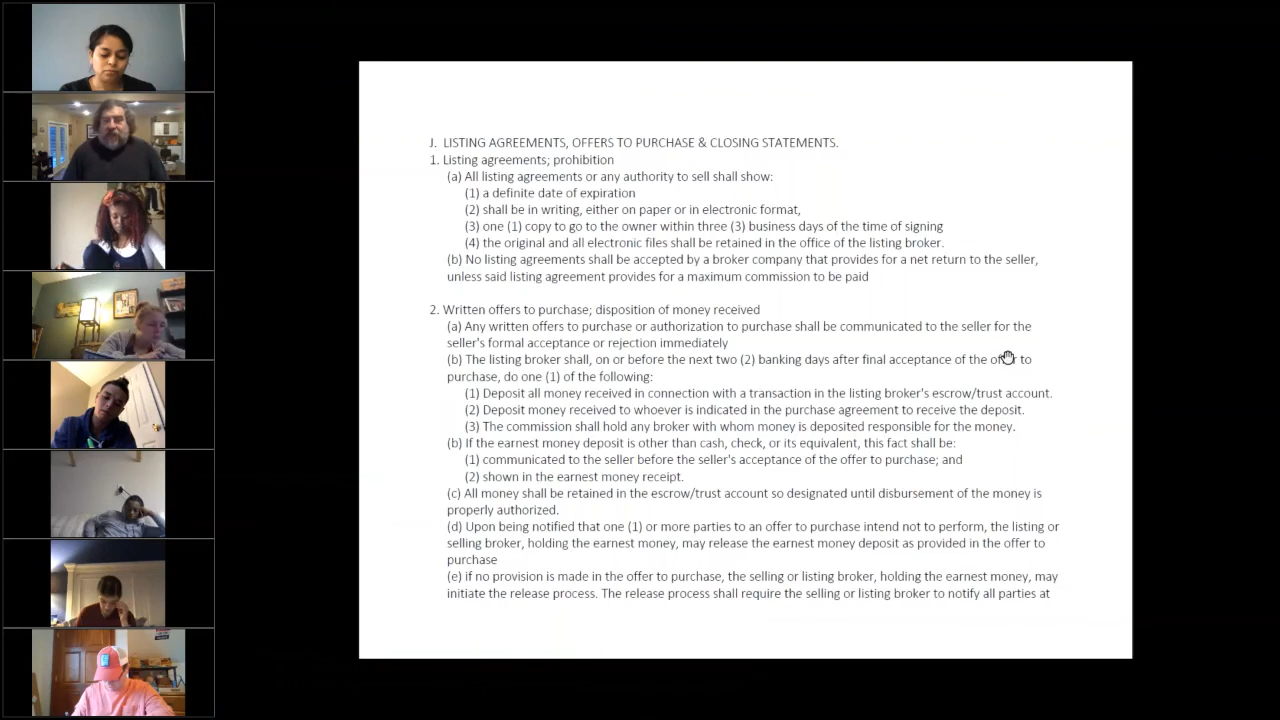 J. LISTING AGREEMENTS, OFFERS TO PURCHASE & CLOSING STATEMENTS.
1. Listing agreements; prohibition
(a) All listing agreements or any authority to sell shall show:
(1) a definite date of expiration
(2) shall be in writing, either on paper or in electronic format,
(3) one (1) copy to go to the owner within three (3) business days of the time of signing
(4) the original and all electronic files shall be retained in the office of the listing broker.
(b) No listing agreements shall be accepted by a broker company that provides for a net return to the seller,
unless said listing agreement provides for a maximum commission to be paid
2. Written offers to purchase; disposition of money received
(a) Any written offers to purchase or authorization to purchase shall be communicated to the seller for the
seller's formal acceptance or rejection immediately
(b) The listing broker shall, on or before the next two (2) banking days after final acceptance of the offer to
purchase, do one (1) of the following:
(1) Deposit all money received in connection with a transaction in the listing broker's escrow/trust account.
(2) Deposit money received to whoever is indicated in the purchase agreement to receive the deposit.
(3) The commission shall hold any broker with whom money is deposited responsible for the money.
(b) If the earnest money deposit is other than cash, check, or its equivalent, this fact shall be:
(1) communicated to the seller before the seller's acceptance of the offer to purchase; and
(2) shown in the earnest money receipt.
(c) All money shall be retained in the escrow/trust account so designated until disbursement of the money is
properly authorized.
(d) Upon being notified that one (1) or more parties to an offer to purchase intend not to perform, the listing or
selling broker, holding the earnest money, may release the earnest money deposit as provided in the offer to
purchase
(e) if no provision is made in the offer to purchase, the selling or listing broker, holding the earnest money, may
initiate the release process. The release process shall require the selling or listing broker to notify all parties at